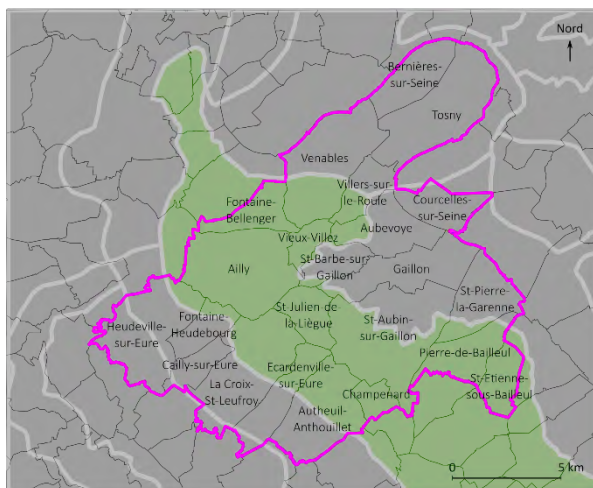 Nord
Bernières-
sur-Seine
Tosny
Venables
Villers-sur-
le-Roule
Fontaine-
Bellenger
Courcelles-
sur-Seine
Aubevoye
Vieux-Villez
Ailly
St-Barbe-sur-
Gaillon
Gaillon
St-Pierre-
la-Garenne
St-Julien de
la-Liègue
Fontaine-
Heudebourg
Heudeville-
sur-Eure
St-Aubin-
sur-Gaillon
Pierre-de-Bailleul
Cailly-sur-Eure
Ecardenville-
sur-Eure
St-Etienne-
sous-Bailleul
La Croix-
St-Leufroy
Champenard
Autheuil-
Anthouillet
0 5 km